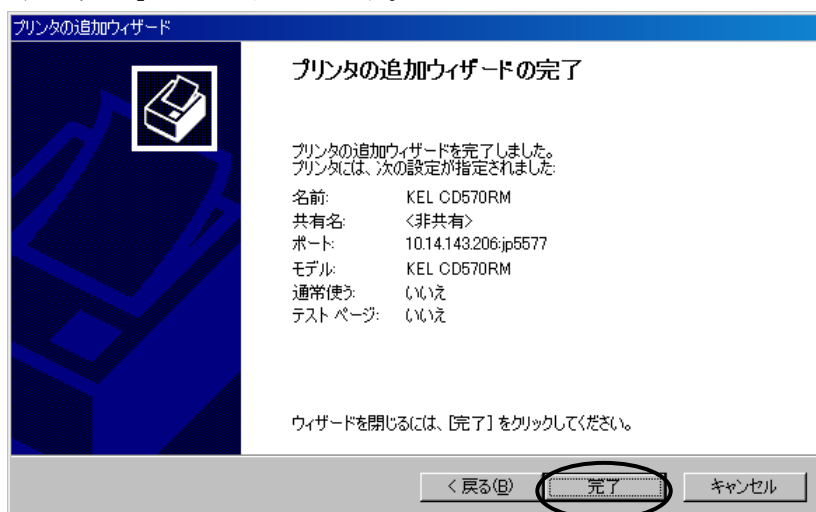 プリンタの追加ウィザード
プリンタの追加ウィザードの完了
プリンタの追加ウィザードを完了しました。
プリンタには、次の設定が指定されました:
名前: KEL CD570RM
共有名: <非共有>
ポート: 10.14.143.206:jp5577
モデル: KEL CD570RM
通常使う: いいえ
テスト ページ: いいえ
ウィザードを閉じるには、[完了] をクリックしてください。
< 戻る(B) 完了 キャンセル